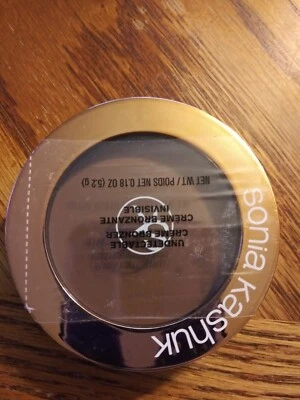 sonia kashuk
UNDETECTABLE
CRÈME BRONZER
CRÈME BRONZANTE
INVISIBLE
NET WT / POIDS NET 0.18 OZ (5.2 g)